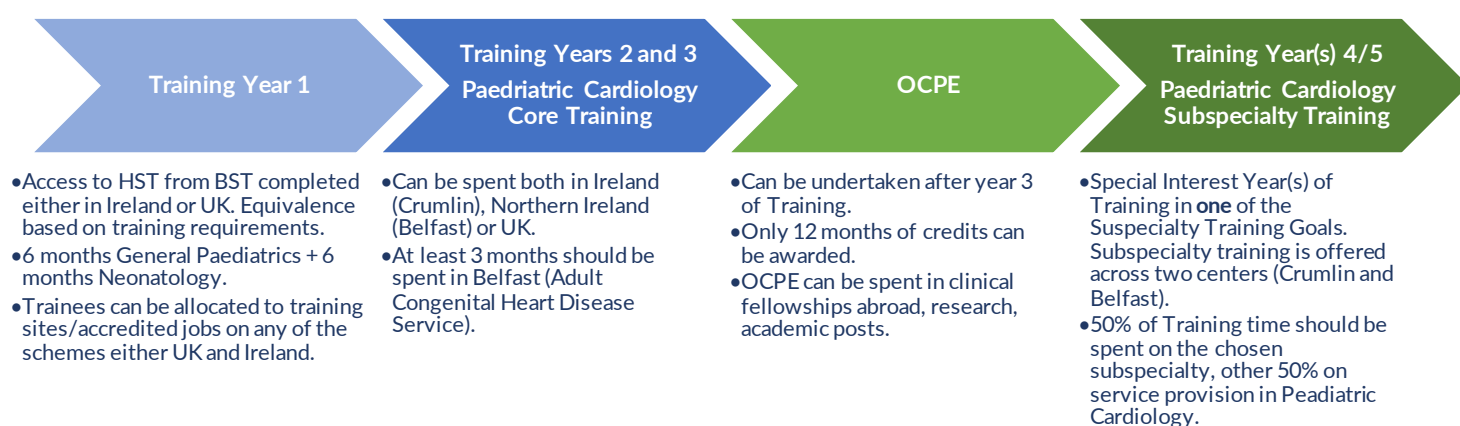 Training Year 1
•Access to HST from BST completed
either in Ireland or UK. Equivalence
based on training requirements.
•6 months General Paediatrics + 6
months Neonatology.
•Trainees can be allocated to training
sites/accredited jobs on any of the
schemes either UK and Ireland.
Training Years 2 and 3
Paedriatric Cardiology
Core Training
•Can be spent both in Ireland
(Crumlin), Northern Ireland
(Belfast) or UK.
•At least 3 months should be
spent in Belfast (Adult
Congenital Heart Disease
Service).
OCPE
•Can be undertaken after year 3
of Training.
•Only 12 months of credits can
be awarded.
•OCPE can be spent in clinical
fellowships abroad, research,
academic posts.
Training Year(s) 4/5
Paedriatric Cardiology
Subspecialty Training
•Special Interest Year(s) of
Training in one of the
Suspecialty Training Goals.
Subspecialty training is offered
across two centers (Crumlin and
Belfast).
•50% of Training time should be
spent on the chosen
subspecialty, other 50% on
service provision in Peadiatric
Cardiology.